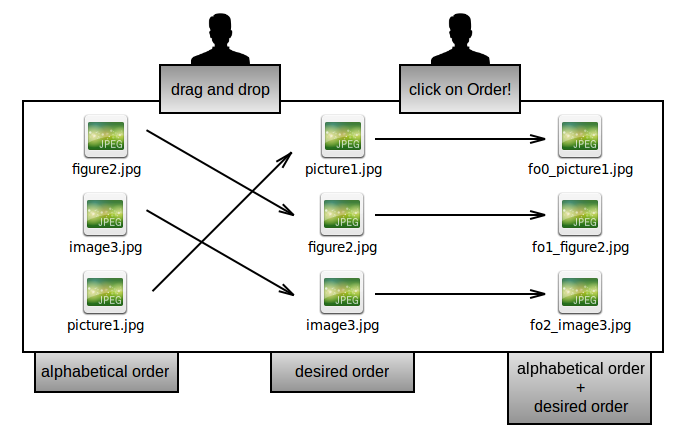 drag and drop
click on Order!
JPEG
JPEG
JPEG
figure2.jpg
picture1.jpg
fo0_picture1.jpg
JPEG
JPEG
JPEG
image3.jpg
figure2.jpg
fo1_figure2.jpg
JPEG
JPEG
JPEG
picture1.jpg
image3.jpg
fo2_image3.jpg
alphabetical order
desired order
alphabetical order
+
desired order